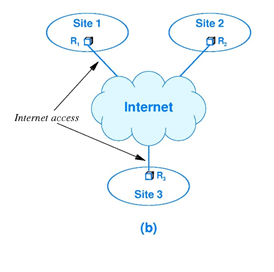 Site 1
R₁
Site 2
R₂
Internet
Internet access
R₃
Site 3
(b)